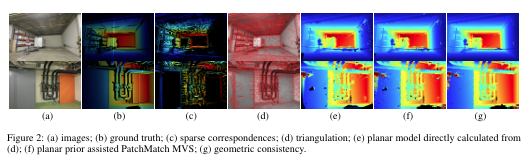 (a) (b) (c) (d) (e) (f) (g)
Figure 2: (a) images; (b) ground truth; (c) sparse correspondences; (d) triangulation; (e) planar model directly calculated from
(d); (f) planar prior assisted PatchMatch MVS; (g) geometric consistency.